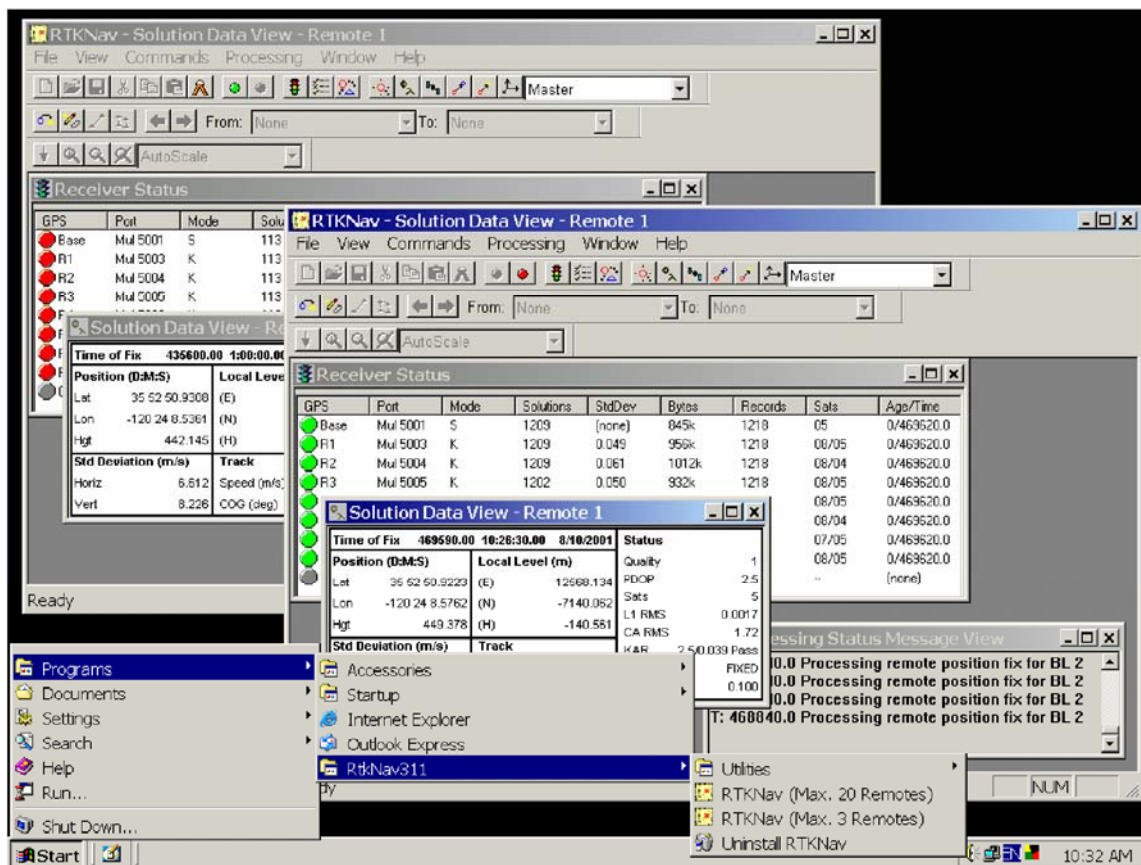 RTKNav - Solution Data View - Remote 1
File View Commands Processing Window Help
Master
From: None To: None
AutoScale
Receiver Status
GPS Port Mode
Base Mul 5001 S 113
R1 Mul 5003 K 113
R2 Mul 5004 K 113
R3 Mul 5005 K 113
Solution Data View
Time of Fix 435600.00 1:00:00.00
Position (D:M:S)
Lat 35 52 50.9308 (E)
Lon -120 24 8.5361 (N)
Hgt 442.145 (H)
Std Deviation (m/s) Track
Horiz 6.612 Speed (m/s)
Vert 8.226 COG (deg)
Ready
RTKNav - Solution Data View - Remote 1
File View Commands Processing Window Help
Master
From: None To: None
AutoScale
Receiver Status
GPS Port Mode Solutions StdDev Bytes Records Sats Age/Time
Base Mul 5001 S 1209 (none) 845k 1218 05 0/469620.0
R1 Mul 5003 K 1209 0.049 956k 1218 08/05 0/469620.0
R2 Mul 5004 K 1209 0.061 1012k 1218 08/04 0/469620.0
R3 Mul 5005 K 1202 0.050 932k 1218 08/05 0/469620.0
08/05 0/469620.0
08/04 0/469620.0
07/05 0/469620.0
08/05 0/469620.0
-- (none)
Solution Data View - Remote 1
Time of Fix 469590.00 10:26:30.00 8/10/2001 Status
Position (D:M:S) Local Level (m) Quality 1
Lat 35 52 50.9223 (E) 12568.134 PDOP 2.5
Lon -120 24 8.5762 (N) -7140.062 Sats 5
Hgt 449.378 (H) -140.561 L1 RMS 0.0017
CA RMS 1.72
Std Deviation (m/s) Track KAR 2.5/0.039 Pass
FIXED
0.100
Status Message View
Processing remote position fix for BL 2
Processing remote position fix for BL 2
Processing remote position fix for BL 2
T: 468840.0 Processing remote position fix for BL 2
NUM
Programs
Documents
Settings
Search
Help
Run...
Shut Down...
Accessories
Startup
Internet Explorer
Outlook Express
RtkNav311
Utilities
RTKNav (Max. 20 Remotes)
RTKNav (Max. 3 Remotes)
Uninstall RTKNav
Start
EN
10:32 AM